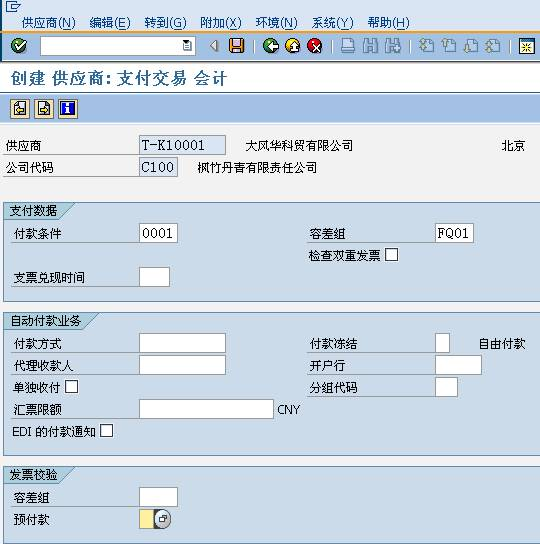 供应商(N) 编辑(E) 转到(G) 附加(X) 环境(N) 系统(Y) 帮助(H)
创建 供应商: 支付交易 会计
供应商 T-K10001 大风华科贸有限公司 北京
公司代码 C100 枫竹丹青有限责任公司
支付数据
付款条件 0001 容差组 FQ01
检查双重发票
支票兑现时间
自动付款业务
付款方式 付款冻结 自由付款
代理收款人 开户行
单独收付 分组代码
汇票限额 CNY
EDI 的付款通知
发票校验
容差组
预付款